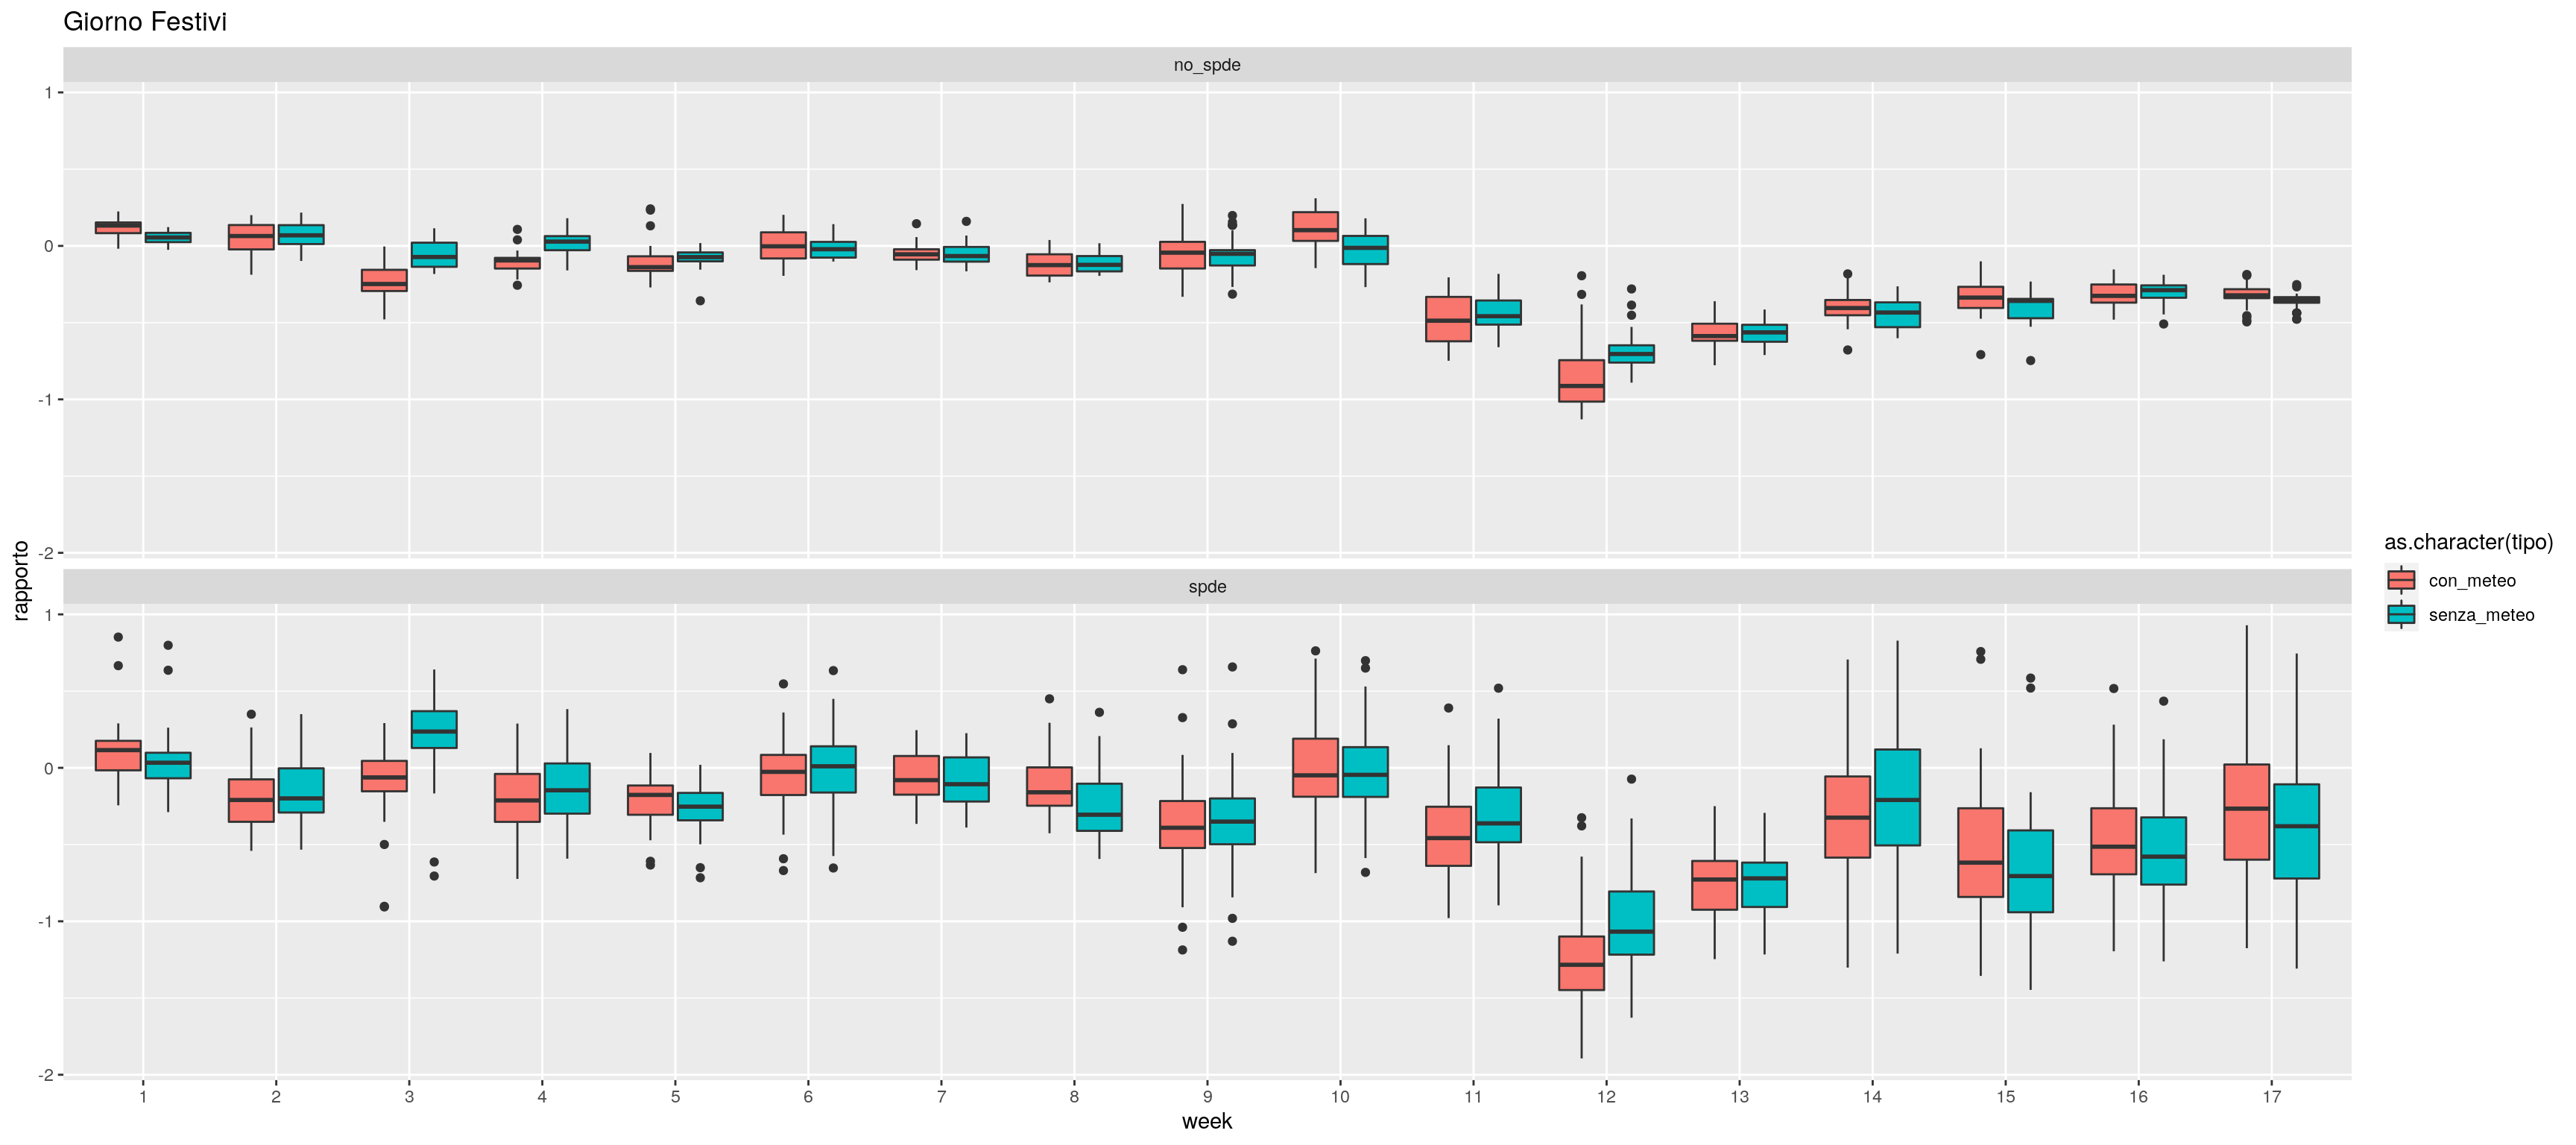 Giorno Festivi
no_spde
1
0
-1
-2
rapporto
spde
1
0
-1
-2
1 2 3 4 5 6 7 8 9 10 11 12 13 14 15 16 17
week
as.character(tipo)
con_meteo
senza_meteo